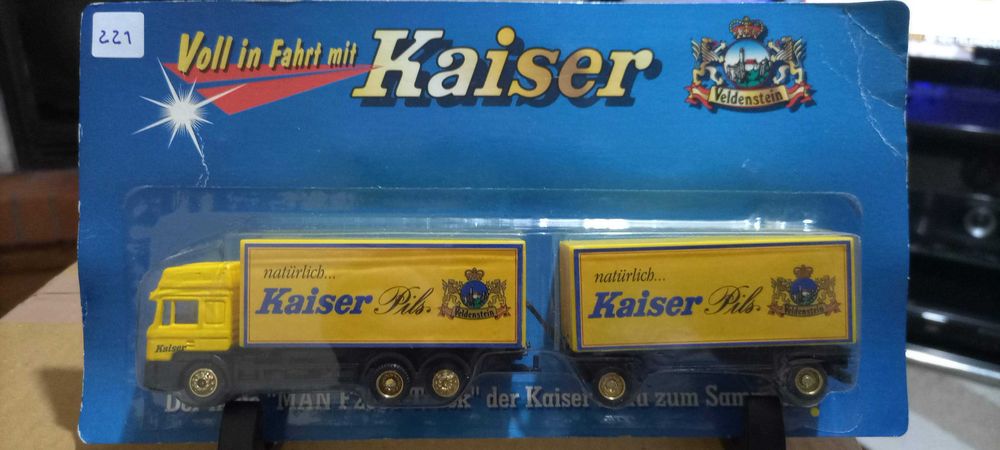 221
Voll in Fahrt mit
Kaiser
Veldenstein
natürlich...
Kaiser Pils.
Veldenstein
Kaiser
natürlich...
Kaiser Pils.
Veldenstein
"MAN der Kaiser zum